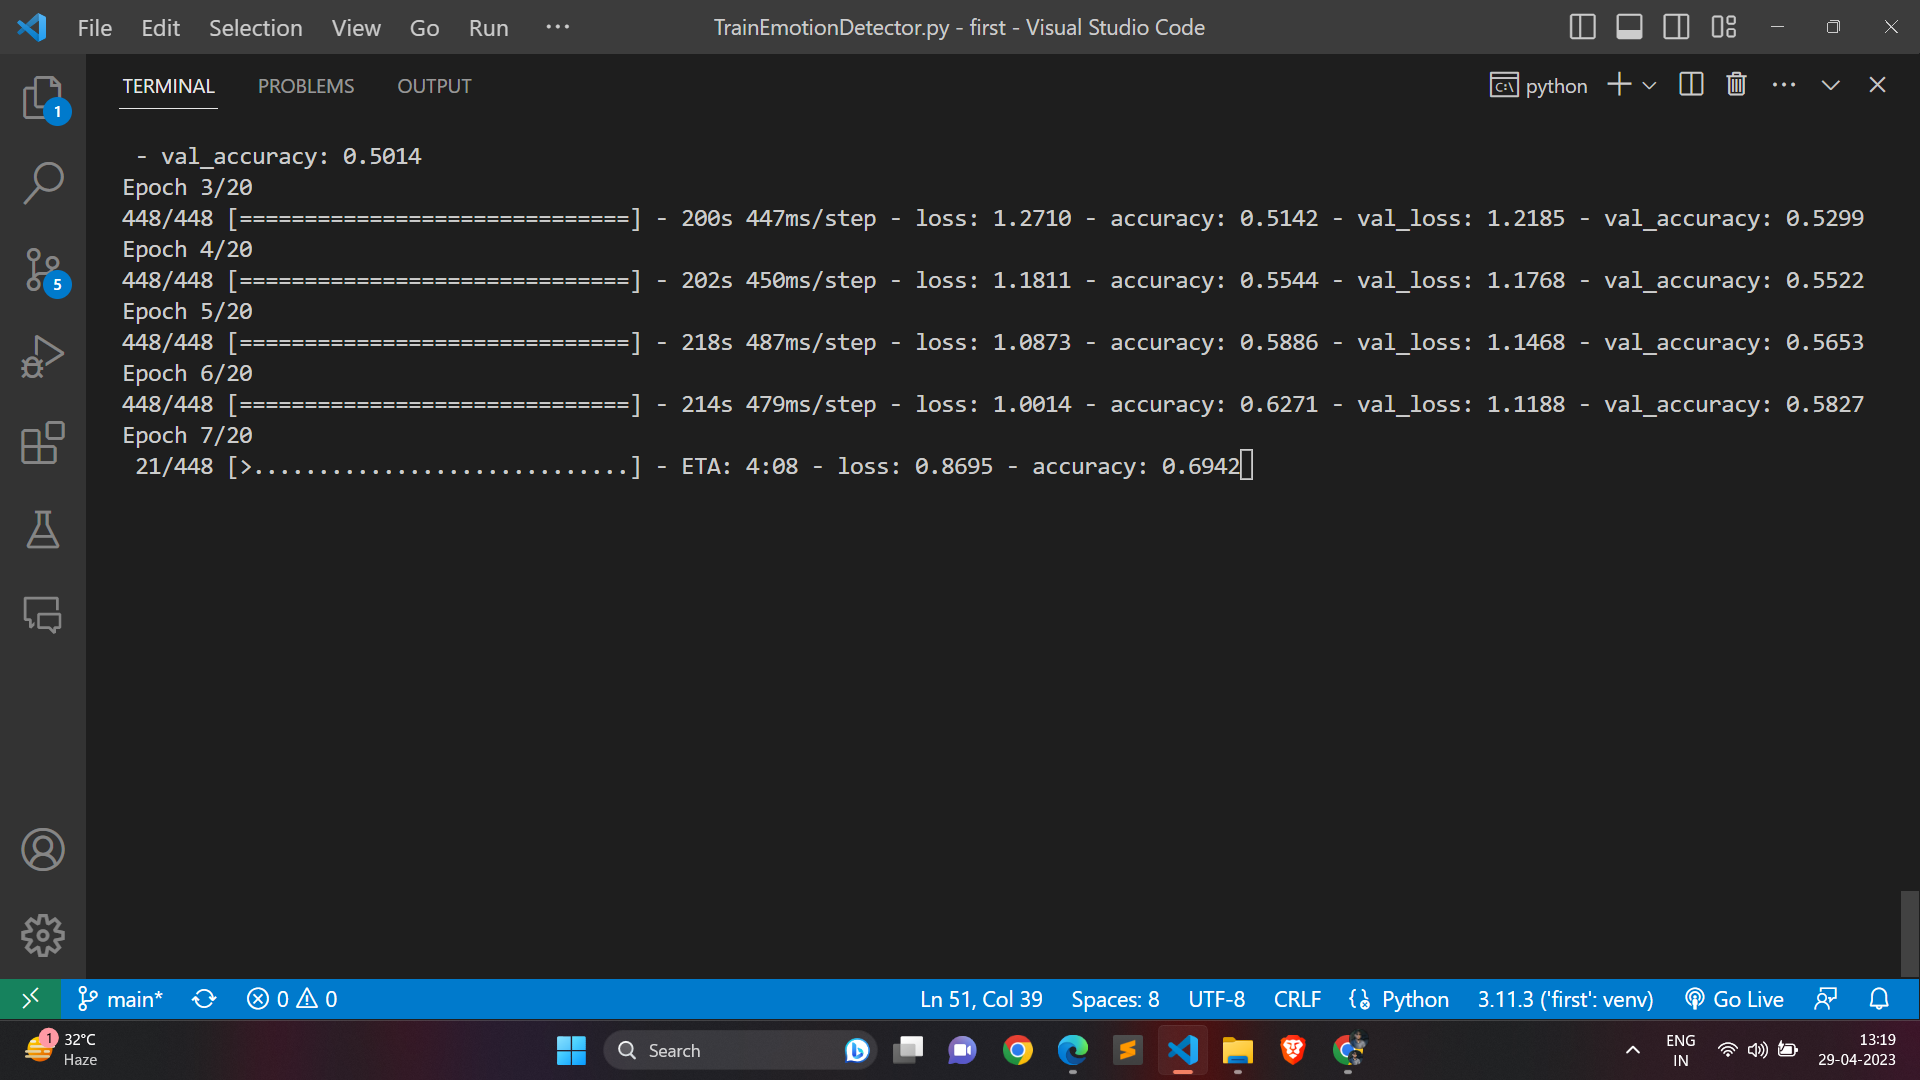 File Edit Selection View Go Run ···
TrainEmotionDetector.py - first - Visual Studio Code
TERMINAL PROBLEMS OUTPUT
python
1
5
- val_accuracy: 0.5014
Epoch 3/20
448/448 [==============================] - 200s 447ms/step - loss: 1.2710 - accuracy: 0.5142 - val_loss: 1.2185 - val_accuracy: 0.5299
Epoch 4/20
448/448 [==============================] - 202s 450ms/step - loss: 1.1811 - accuracy: 0.5544 - val_loss: 1.1768 - val_accuracy: 0.5522
Epoch 5/20
448/448 [==============================] - 218s 487ms/step - loss: 1.0873 - accuracy: 0.5886 - val_loss: 1.1468 - val_accuracy: 0.5653
Epoch 6/20
448/448 [==============================] - 214s 479ms/step - loss: 1.0014 - accuracy: 0.6271 - val_loss: 1.1188 - val_accuracy: 0.5827
Epoch 7/20
21/448 [>.............................] - ETA: 4:08 - loss: 0.8695 - accuracy: 0.6942
main* 0 0 Ln 51, Col 39 Spaces: 8 UTF-8 CRLF Python 3.11.3 ('first': venv) Go Live
1
32°C
Haze
Search
ENG
IN
13:19
29-04-2023